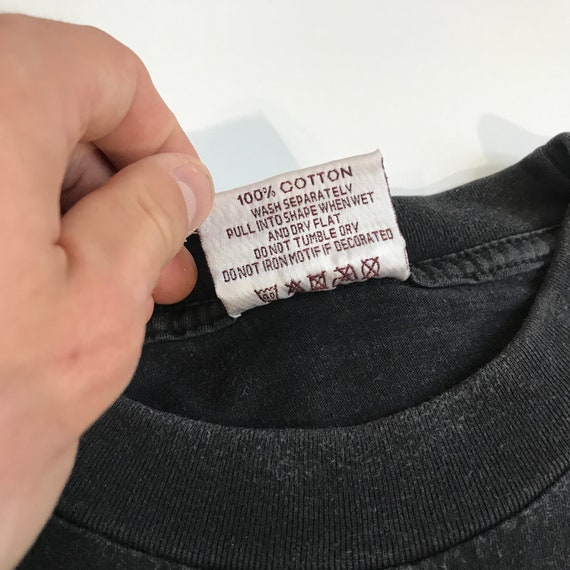 100% COTTON
WASH SEPARATELY
PULL INTO SHAPE WHEN WET
AND DRY FLAT
DO NOT TUMBLE DRY
DO NOT IRON MOTIF IF DECORATED